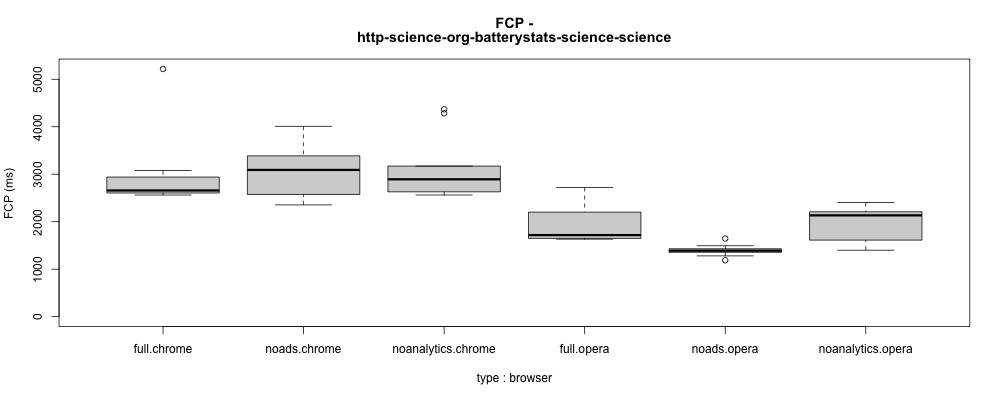 FCP -
http-science-org-batterystats-science-science
FCP (ms)
5000
4000
3000
2000
1000
0
full.chrome
noads.chrome
noanalytics.chrome
full.opera
noads.opera
noanalytics.opera
type : browser